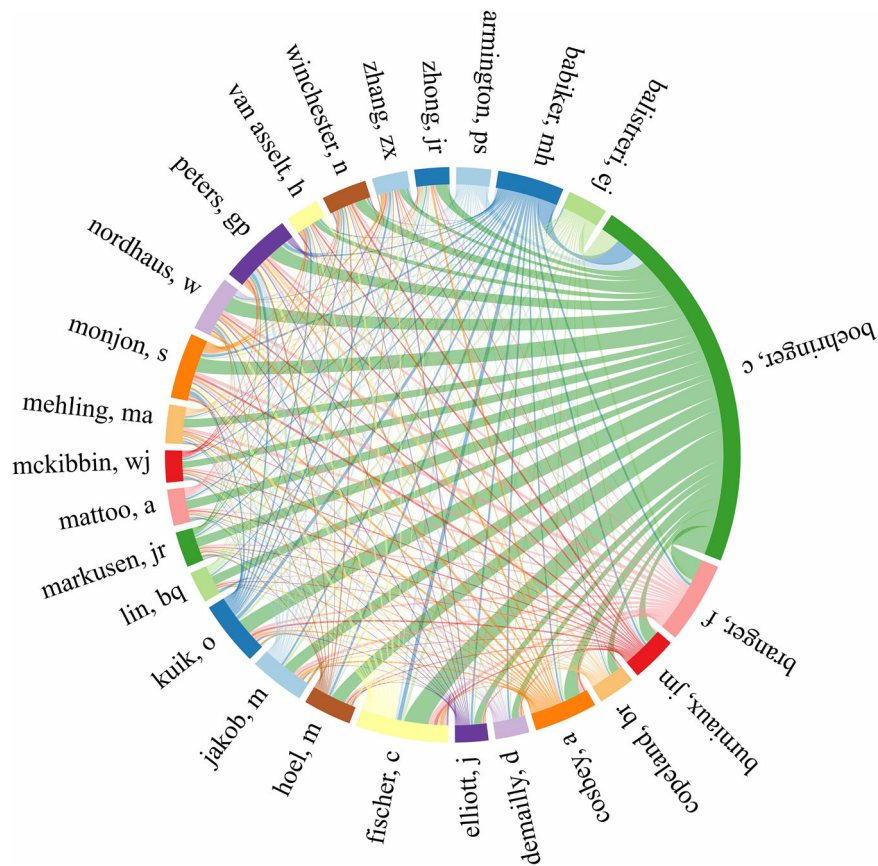 armington, ps
babiker, mh
balistreri, ej
boehringer, c
branger, f
burniaux, jm
copeland, br
cosbey, a
demailly, d
elliott, j
fischer, c
hoel, m
jakob, m
kuik, o
lin, bq
markusen, jr
mattoo, a
mckibbin, wj
mehling, ma
monjon, s
nordhaus, w
peters, gp
van asselt, h
winchester, n
zhang, zx
zhong, jr